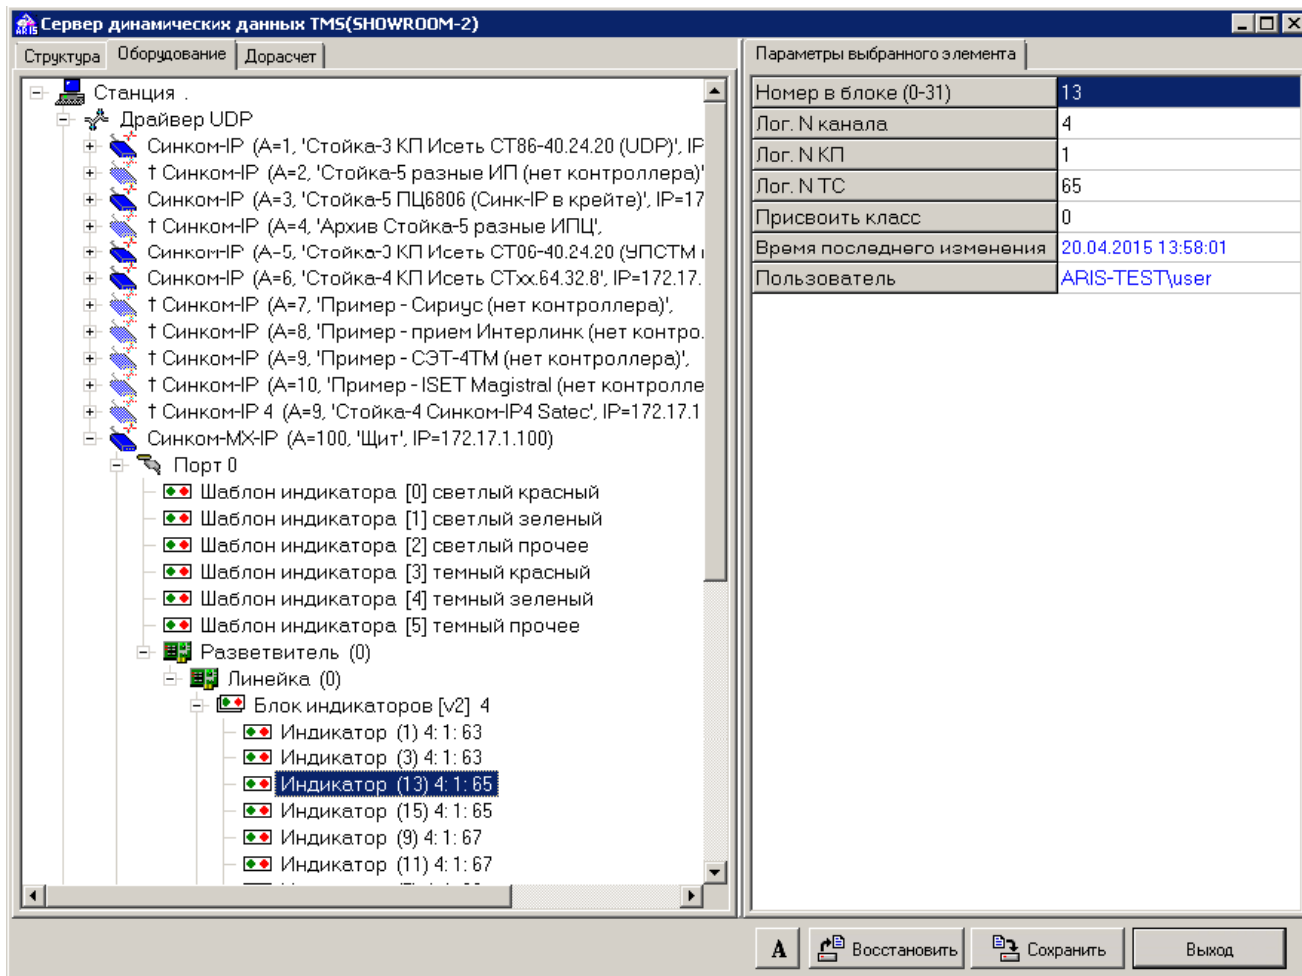 Сервер динамических данных TMS(SHOWROOM-2)
Структура Оборудование Дорасчет
Станция .
Драйвер UDP
Синком-IP (A=1, 'Стойка-3 КП Исеть СТ86-40.24.20 (UDP)', IP
† Синком-IP (A=2, 'Стойка-5 разные ИП (нет контроллера)'
Синком-IP (A=3, 'Стойка-5 ПЦ6806 (Синк-IP в крейте)', IP=17
† Синком-IP (A=4, 'Архив Стойка-5 разные ИПЦ',
Синком-IP (A-5, 'Стойка-3 КП Исеть СТ06-40.24.20 (УПСТМ
Синком-IP (A=6, 'Стойка-4 КП Исеть СТхх.64.32.8', IP=172.17.
† Синком-IP (A=7, 'Пример - Сириус (нет контроллера)',
† Синком-IP (A=8, 'Пример - прием Интерлинк (нет контро.
† Синком-IP (A=9, 'Пример - СЭТ-4ТМ (нет контроллера)',
† Синком-IP (A=10, 'Пример - ISET Magistral (нет контролле
† Синком-IP 4 (A=9, 'Стойка-4 Синком-IP4 Satec', IP=172.17.1
Синком-MX-IP (A=100, 'Щит', IP=172.17.1.100)
Порт 0
Шаблон индикатора [0] светлый красный
Шаблон индикатора [1] светлый зеленый
Шаблон индикатора [2] светлый прочее
Шаблон индикатора [3] темный красный
Шаблон индикатора [4] темный зеленый
Шаблон индикатора [5] темный прочее
Разветвитель (0)
Линейка (0)
Блок индикаторов [v2] 4
Индикатор (1) 4: 1: 63
Индикатор (3) 4: 1: 63
Индикатор (13) 4: 1: 65
Индикатор (15) 4: 1: 65
Индикатор (9) 4: 1: 67
Индикатор (11) 4: 1: 67
Параметры выбранного элемента
Номер в блоке (0-31) 13
Лог. N канала 4
Лог. N КП 1
Лог. N ТС 65
Присвоить класс 0
Время последнего изменения 20.04.2015 13:58:01
Пользователь ARIS-TEST\user
A Восстановить Сохранить Выход